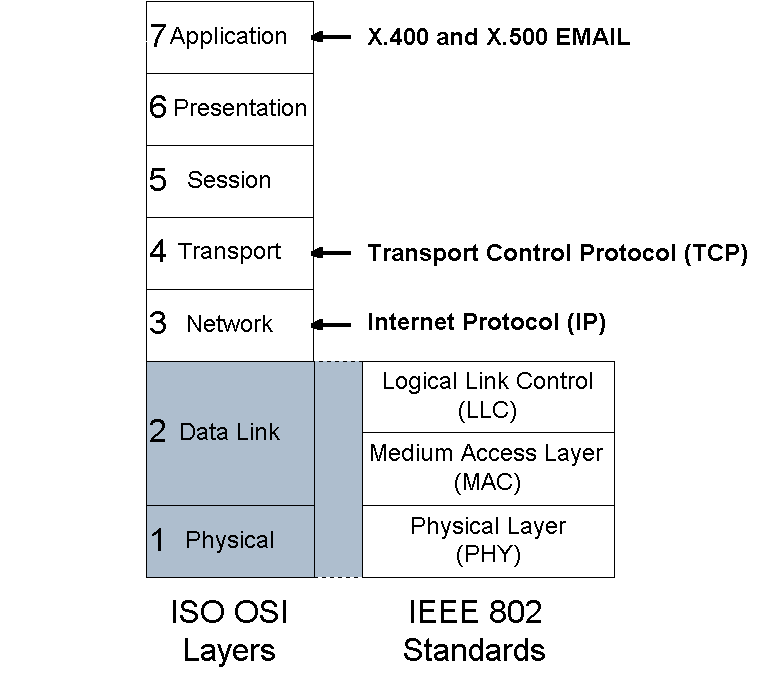 7 Application
X.400 and X.500 EMAIL
6 Presentation
5 Session
4 Transport
Transport Control Protocol (TCP)
3 Network
Internet Protocol (IP)
2 Data Link
Logical Link Control
(LLC)
Medium Access Layer
(MAC)
1 Physical
Physical Layer
(PHY)
ISO OSI
Layers
IEEE 802
Standards